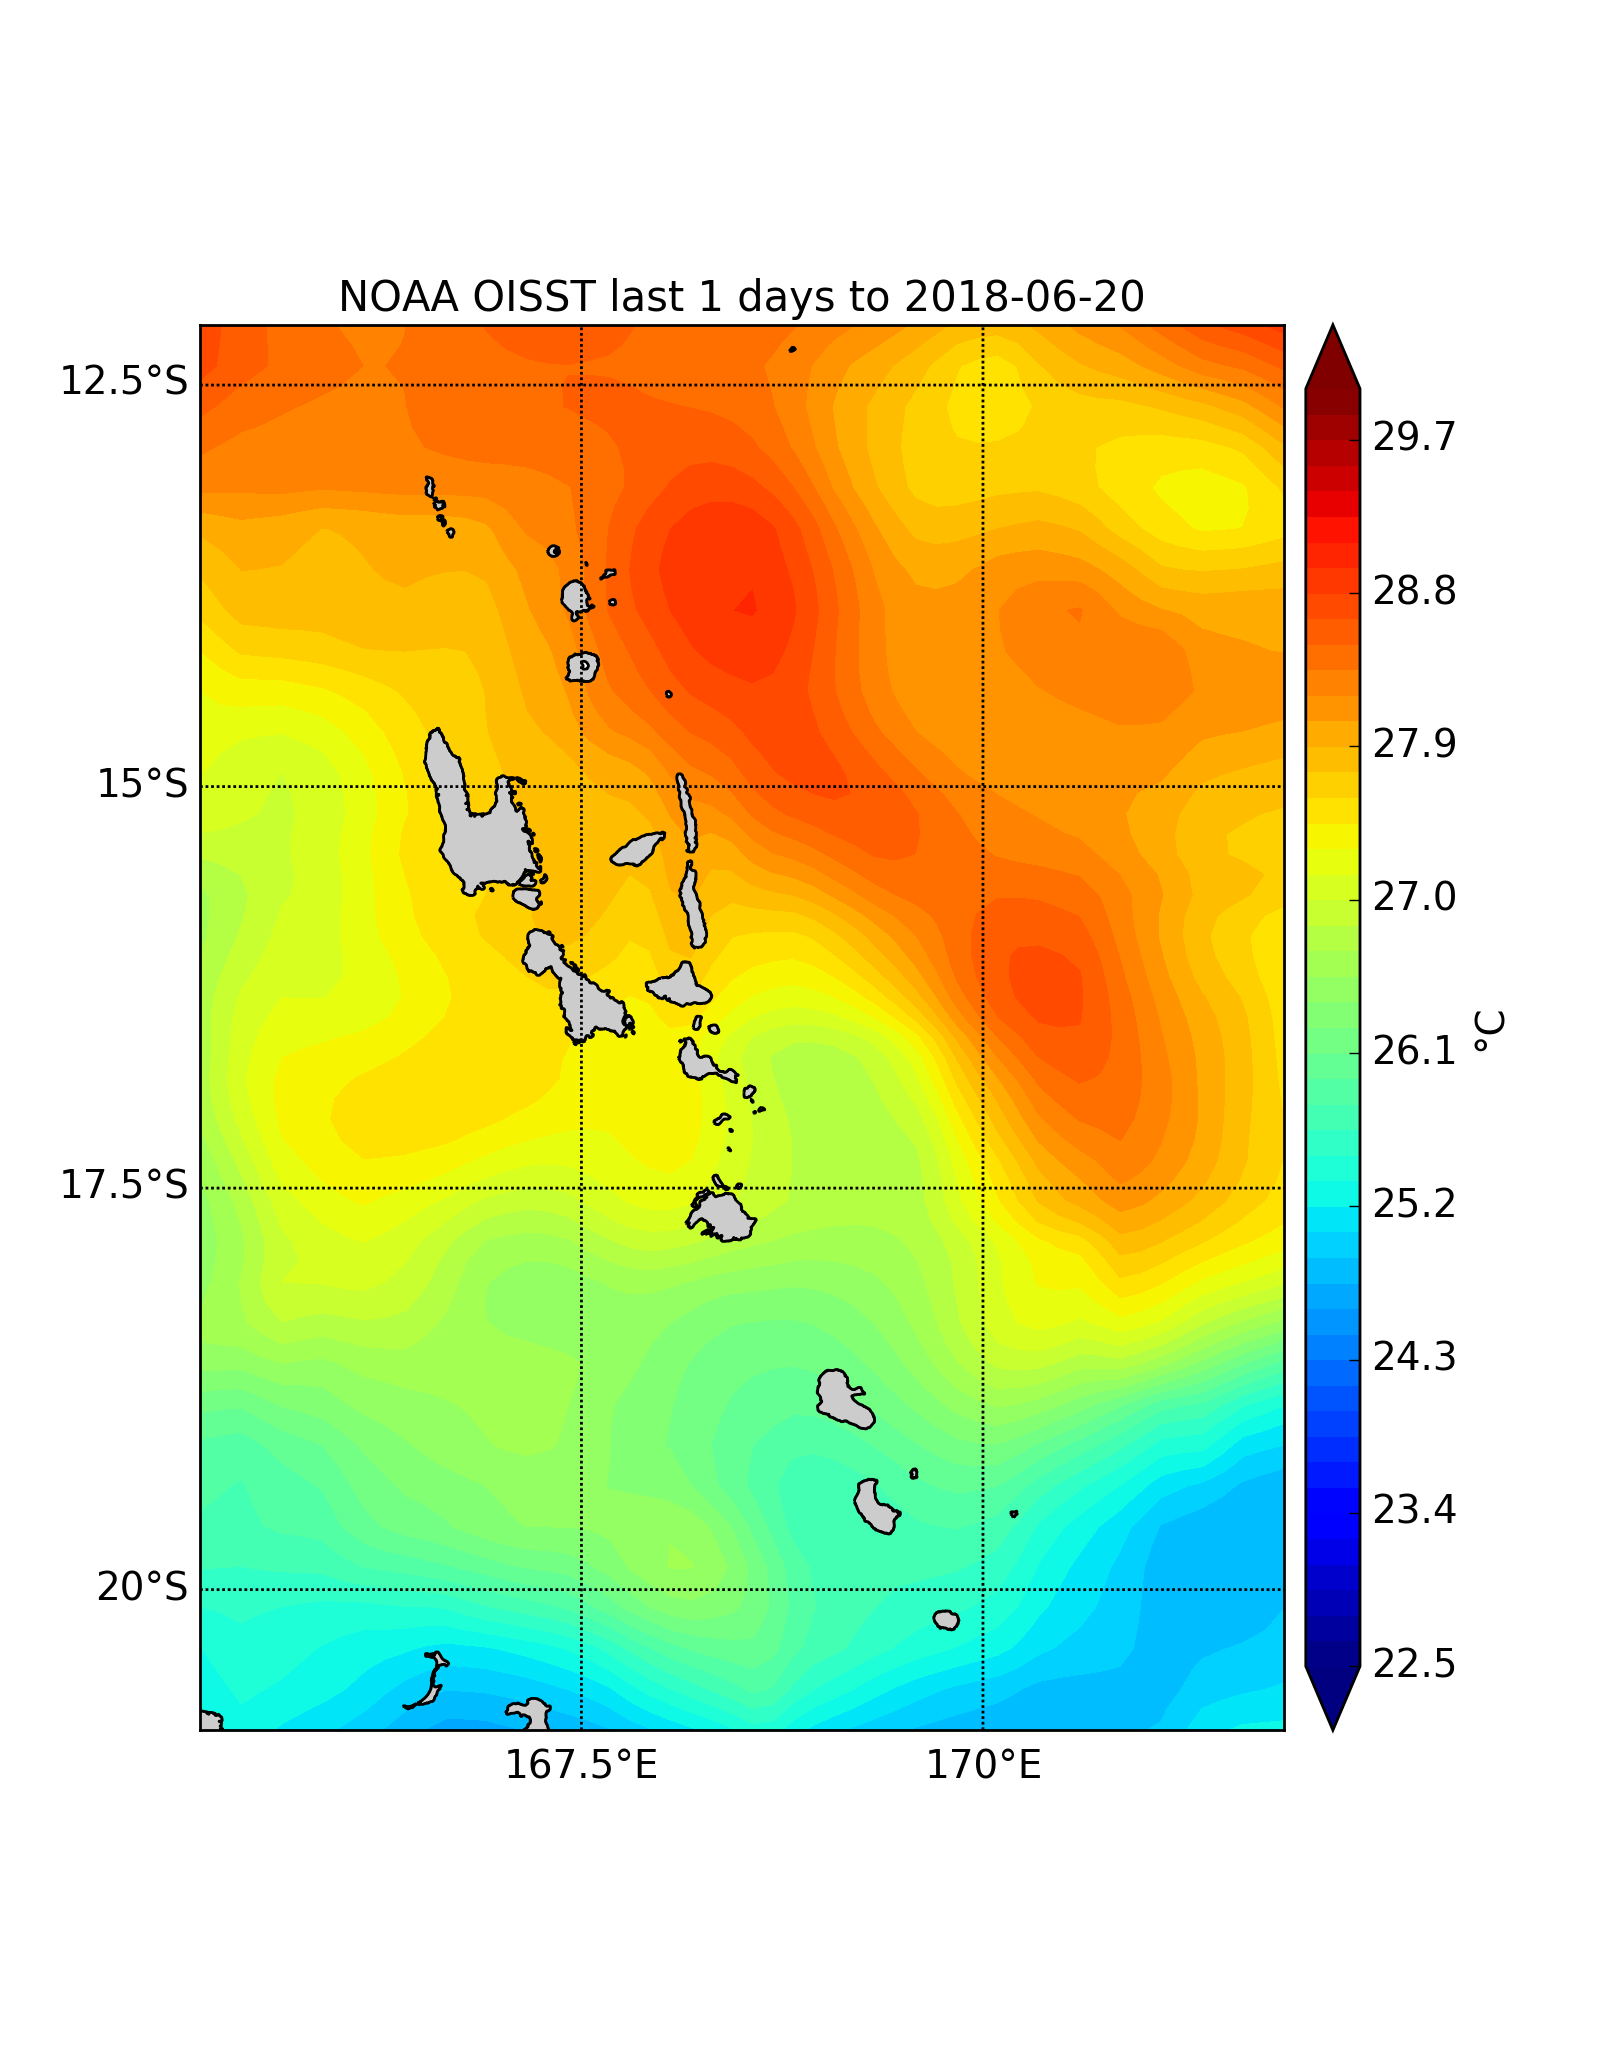 NOAA OISST last 1 days to 2018-06-20
12.5°S
15°S
17.5°S
20°S
167.5°E
170°E
29.7
28.8
27.9
27.0
26.1
25.2
24.3
23.4
22.5
°C